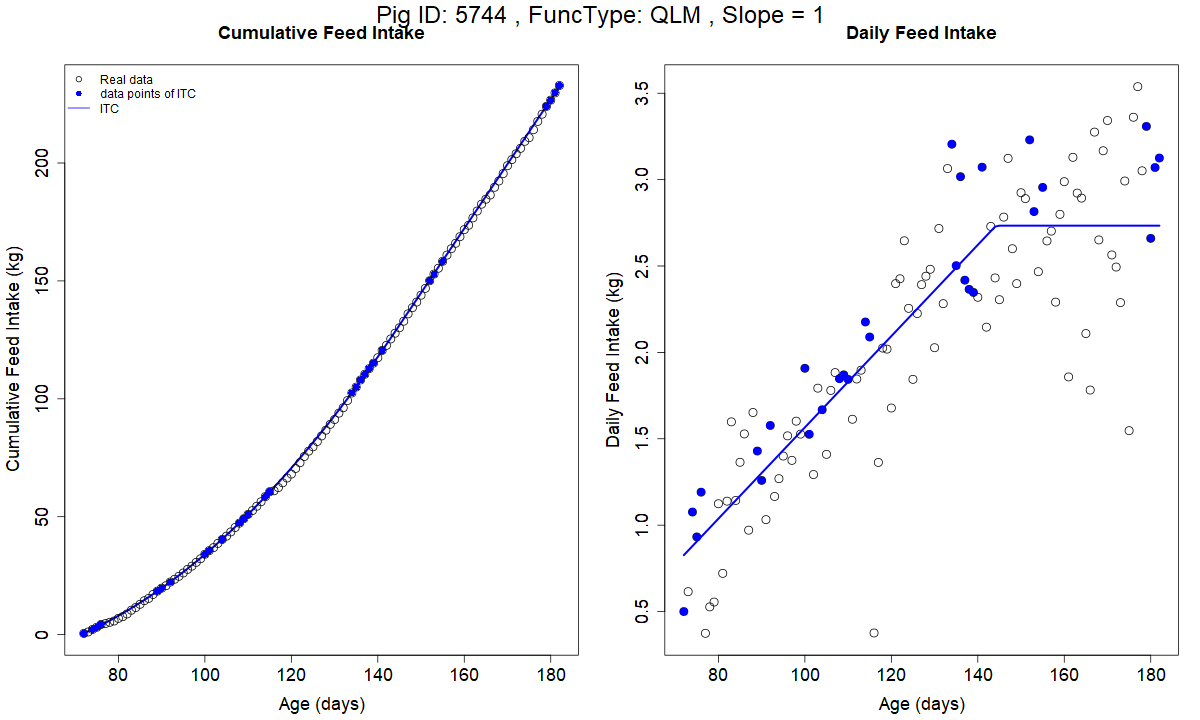 Pig ID: 5744 , FuncType: QLM , Slope = 1
Cumulative Feed Intake
Real data
data points of ITC
ITC
Cumulative Feed Intake (kg)
0
50
100
150
200
80 100 120 140 160 180
Age (days)
Daily Feed Intake
Daily Feed Intake (kg)
0.5
1.0
1.5
2.0
2.5
3.0
3.5
80 100 120 140 160 180
Age (days)